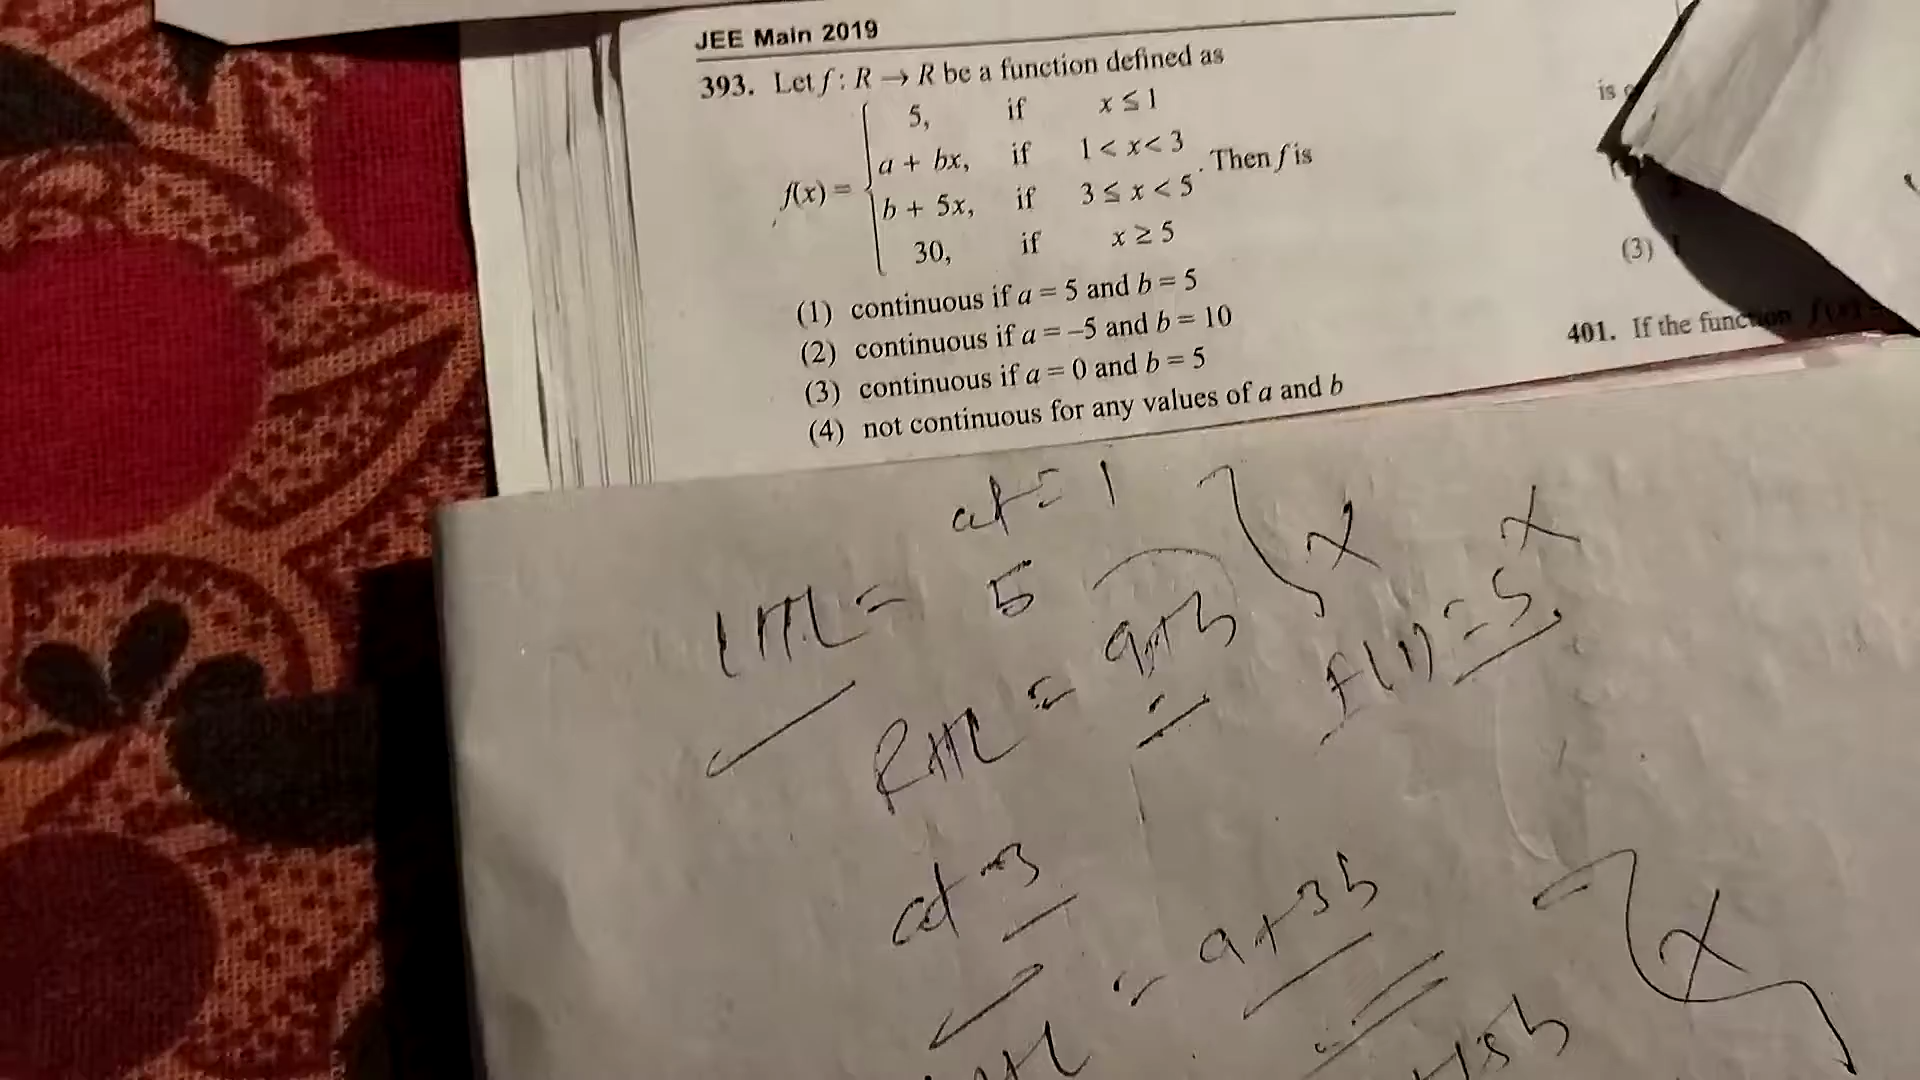 JEE Main 2019
393. Let f : R → R be a function defined as
5, if x ≤ 1
a + bx, if 1 < x < 3
f(x) = Then f is
b + 5x, if 3 ≤ x < 5
30, if x ≥ 5
(1) continuous if a = 5 and b = 5
(2) continuous if a = –5 and b = 10
(3) continuous if a = 0 and b = 5
(4) not continuous for any values of a and b
is
(3)
401. If the function f(x) =
at = 1
LHL = 5
RHL = a+b
f(1) = 5
at = 3
= a+3b